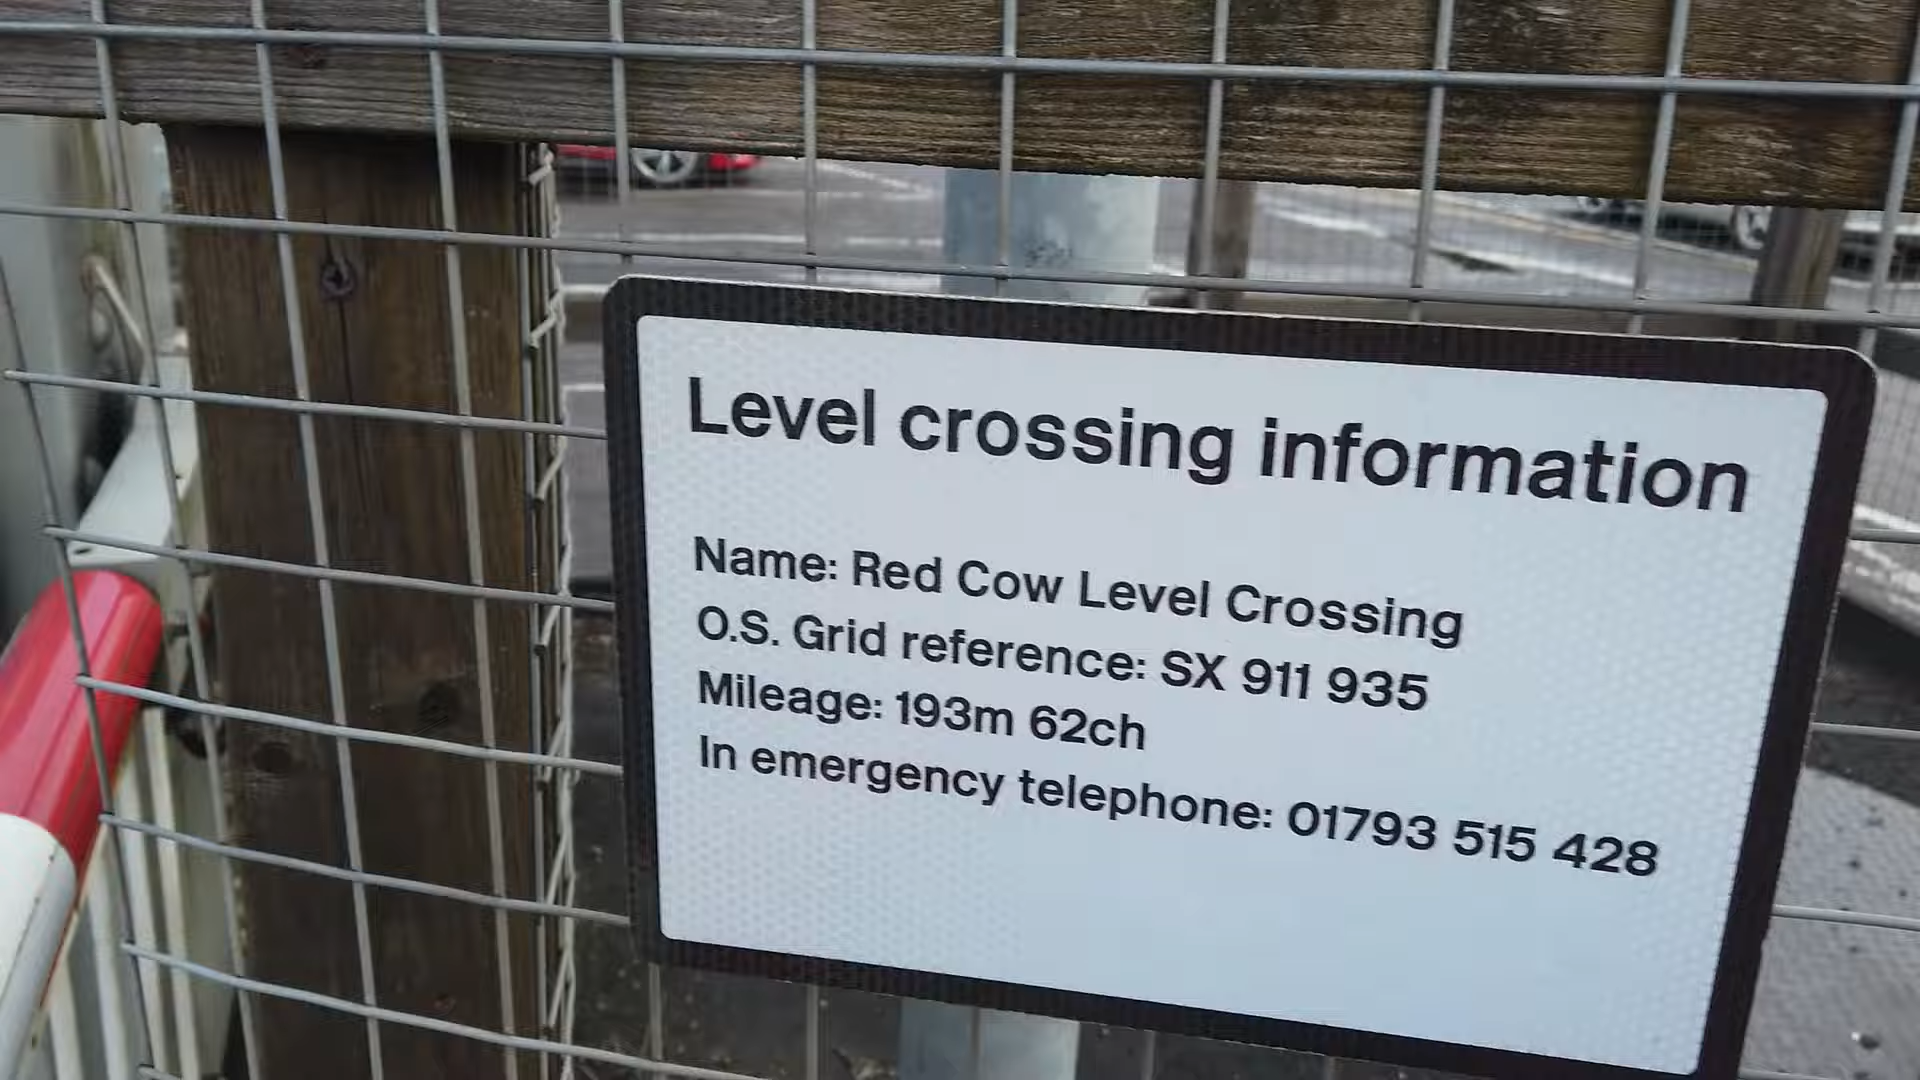 Level crossing information
Name: Red Cow Level Crossing
O.S. Grid reference: SX 911 935
Mileage: 193m 62ch
In emergency telephone: 01793 515 428